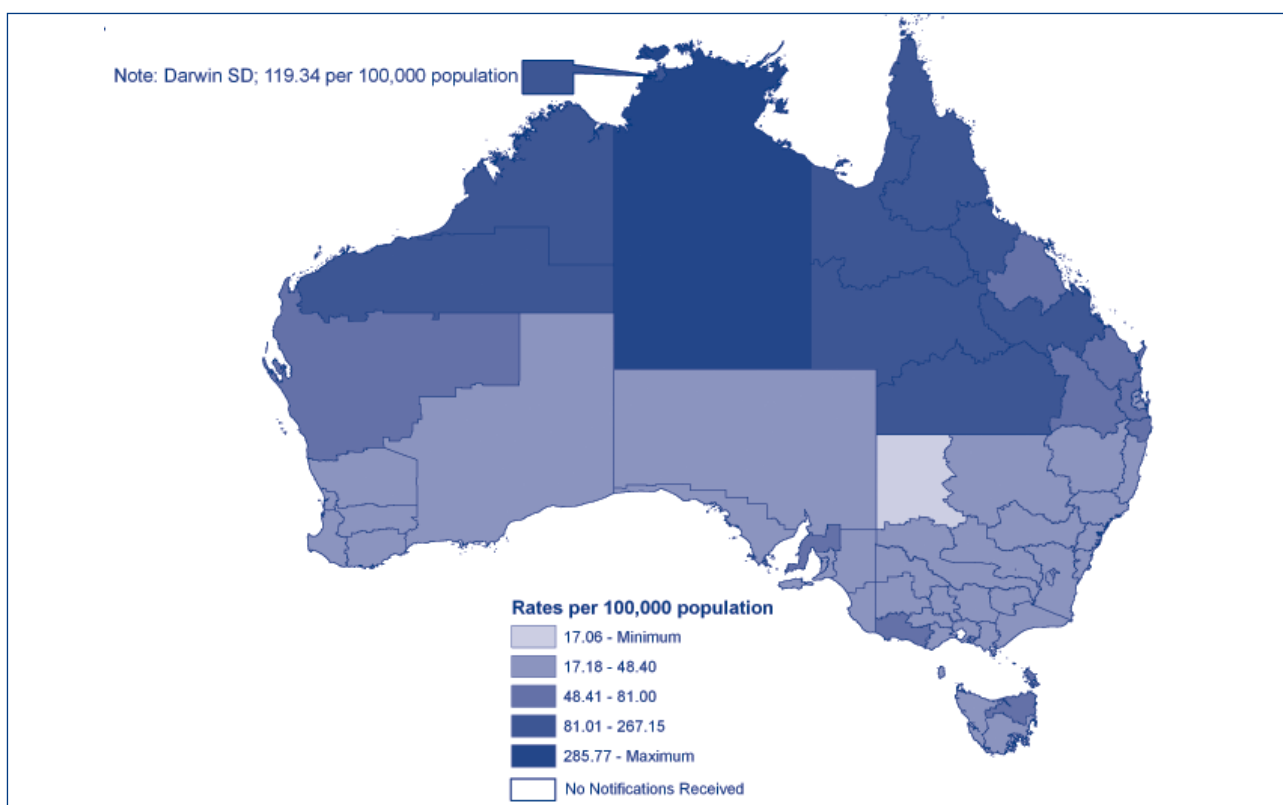 Note: Darwin SD; 119.34 per 100,000 population
Rates per 100,000 population
17.06 - Minimum
17.18 - 48.40
48.41 - 81.00
81.01 - 267.15
285.77 - Maximum
No Notifications Received